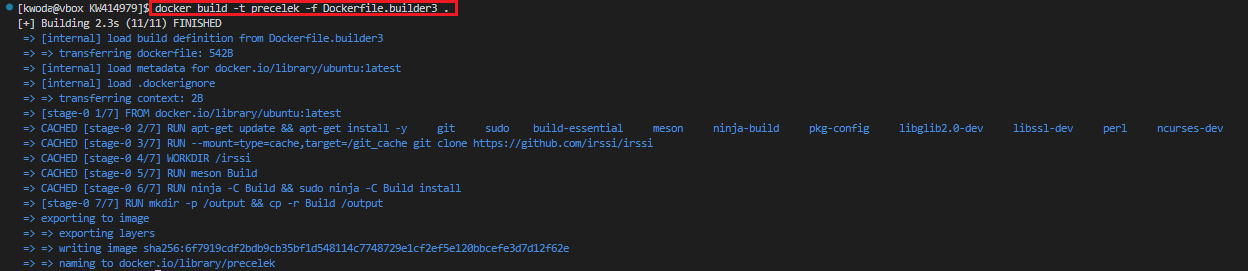 [kwoda@vbox KW414979]$ docker build -t precelek -f Dockerfile.builder3 .
[+] Building 2.3s (11/11) FINISHED
=> [internal] load build definition from Dockerfile.builder3
=> => transferring dockerfile: 542B
=> [internal] load metadata for docker.io/library/ubuntu:latest
=> [internal] load .dockerignore
=> => transferring context: 2B
=> [stage-0 1/7] FROM docker.io/library/ubuntu:latest
=> CACHED [stage-0 2/7] RUN apt-get update && apt-get install -y     git     sudo     build-essential     meson     ninja-build     pkg-config     libglib2.0-dev     libssl-dev     perl     ncurses-dev
=> CACHED [stage-0 3/7] RUN --mount=type=cache,target=/git_cache git clone https://github.com/irssi/irssi
=> CACHED [stage-0 4/7] WORKDIR /irssi
=> CACHED [stage-0 5/7] RUN meson Build
=> CACHED [stage-0 6/7] RUN ninja -C Build && sudo ninja -C Build install
=> [stage-0 7/7] RUN mkdir -p /output && cp -r Build /output
=> exporting to image
=> => exporting layers
=> => writing image sha256:6f7919cdf2bdb9cb35bf1d548114c7748729e1cf2ef5e120bbcefe3d7d12f62e
=> => naming to docker.io/library/precelek